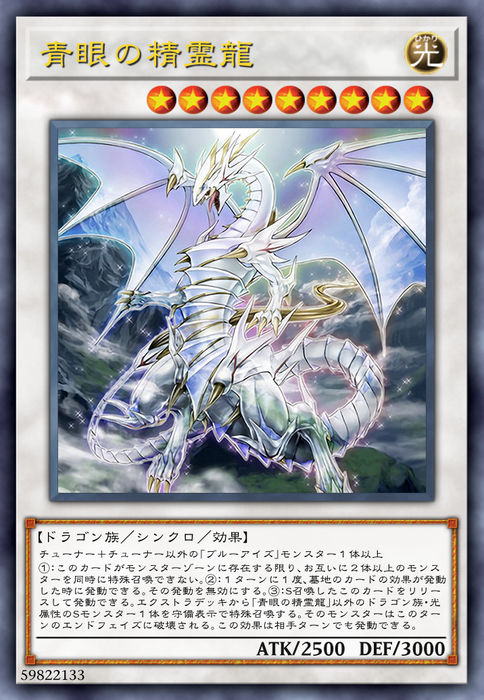 青眼の精霊龍
ひかり
光
【ドラゴン族／シンクロ／効果】
チューナー＋チューナー以外の「ブルーアイズ」モンスター１体以上
①：このカードがモンスターゾーンに存在する限り、お互いに２体以上のモンス
ターを同時に特殊召喚できない。②：１ターンに１度、墓地のカードの効果が発動
した時に発動できる。その発動を無効にする。③：S召喚したこのカードをリリー
スして発動できる。エクストラデッキから「青眼の精霊龍」以外のドラゴン族・光
属性のSモンスター１体を守備表示で特殊召喚する。そのモンスターはこのター
ンのエンドフェイズに破壊される。この効果は相手ターンでも発動できる。
ATK/2500 DEF/3000
59822133